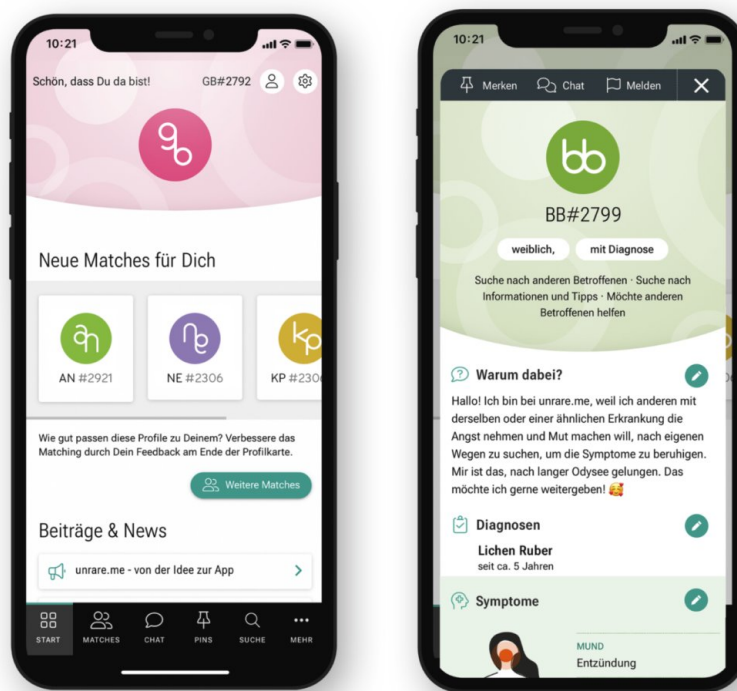 10:21
Schön, dass Du da bist!
GB#2792
gb
Neue Matches für Dich
an
ne
kp
AN #2921
NE #2306
KP #230
Wie gut passen diese Profile zu Deinem? Verbessere das
Matching durch Dein Feedback am Ende der Profilkarte.
Weitere Matches
Beiträge & News
unrare.me - von der Idee zur App
START
MATCHES
CHAT
PINS
SUCHE
MEHR
10:21
Merken
Chat
Melden
bb
BB#2799
weiblich,
mit Diagnose
Suche nach anderen Betroffenen · Suche nach
Informationen und Tipps · Möchte anderen
Betroffenen helfen
Warum dabei?
Hallo! Ich bin bei unrare.me, weil ich anderen mit
derselben oder einer ähnlichen Erkrankung die
Angst nehmen und Mut machen will, nach eigenen
Wegen zu suchen, um die Symptome zu beruhigen.
Mir ist das, nach langer Odysee gelungen. Das
möchte ich gerne weitergeben! 🥰
Diagnosen
Lichen Ruber
seit ca. 5 Jahren
Symptome
MUND
Entzündung